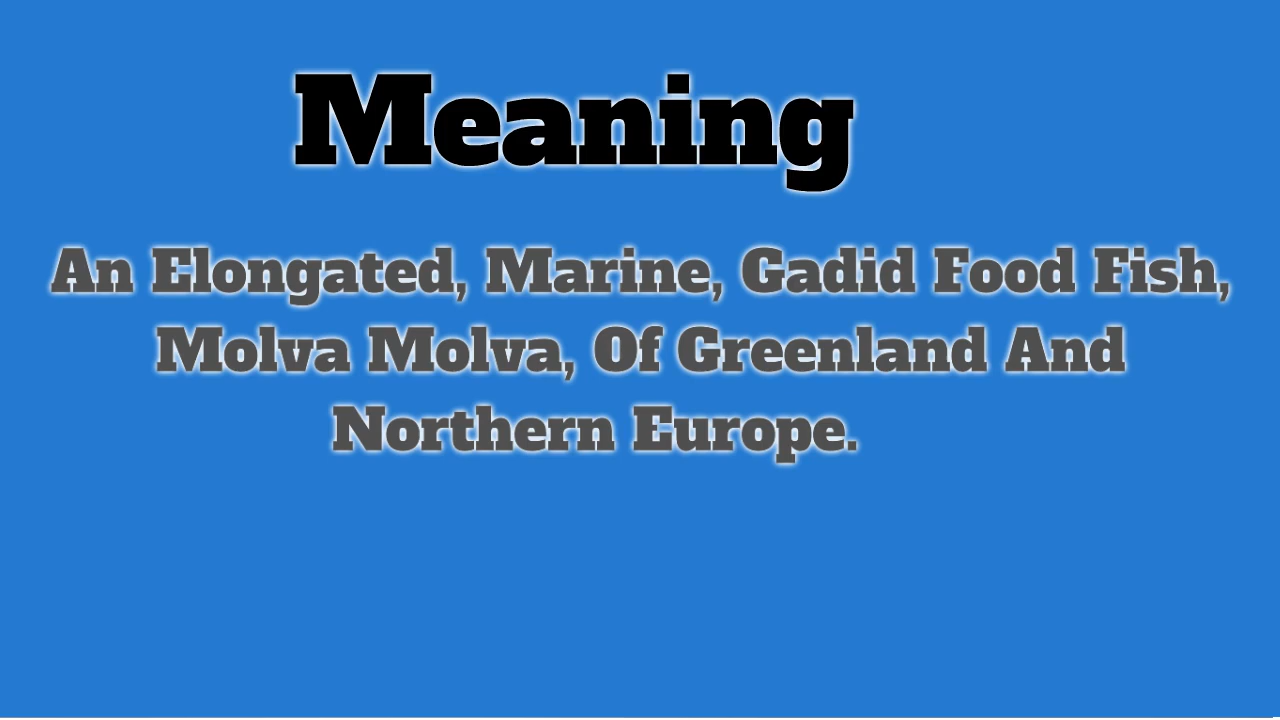 Meaning
An Elongated, Marine, Gadid Food Fish,
Molva Molva, Of Greenland And
Northern Europe.